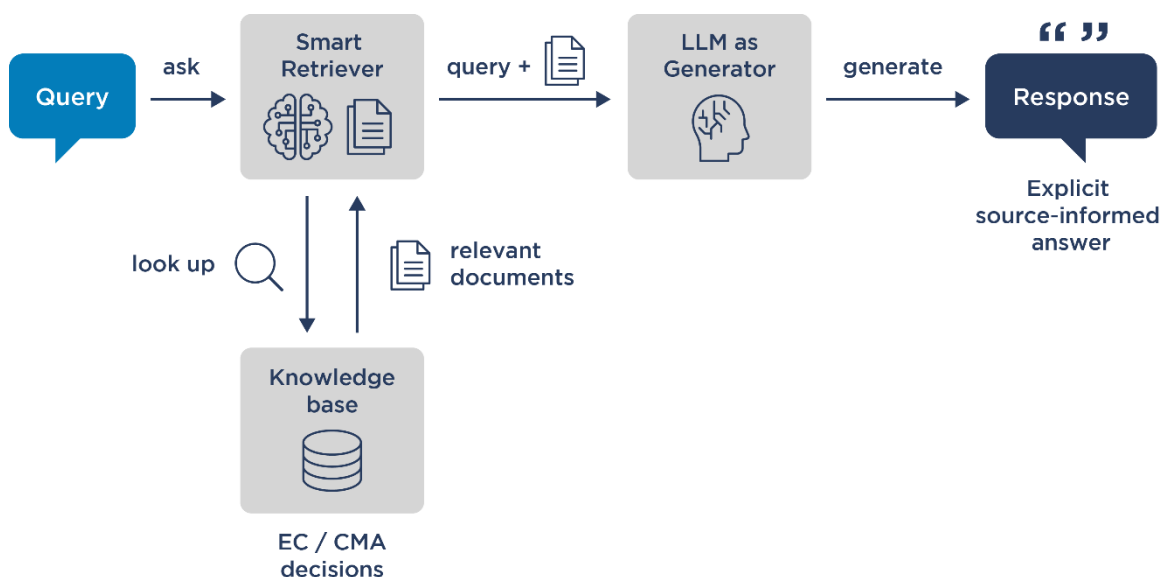 Query
ask
Smart
Retriever
query +
LLM as
Generator
generate
“ ”
Response
Explicit
source-informed
answer
look up
relevant
documents
Knowledge
base
EC / CMA
decisions